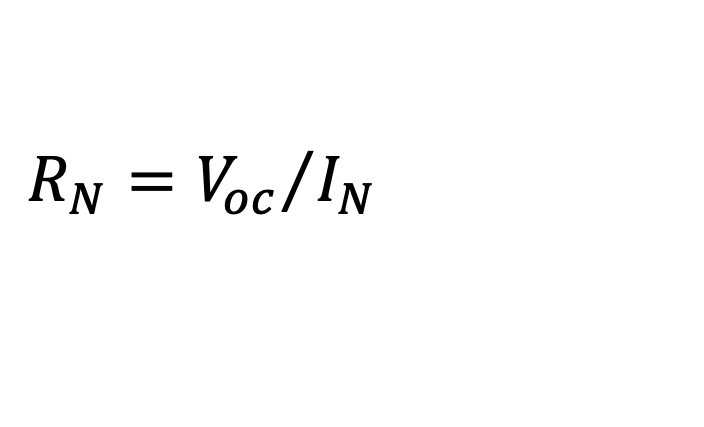 R_N = V_oc/I_N